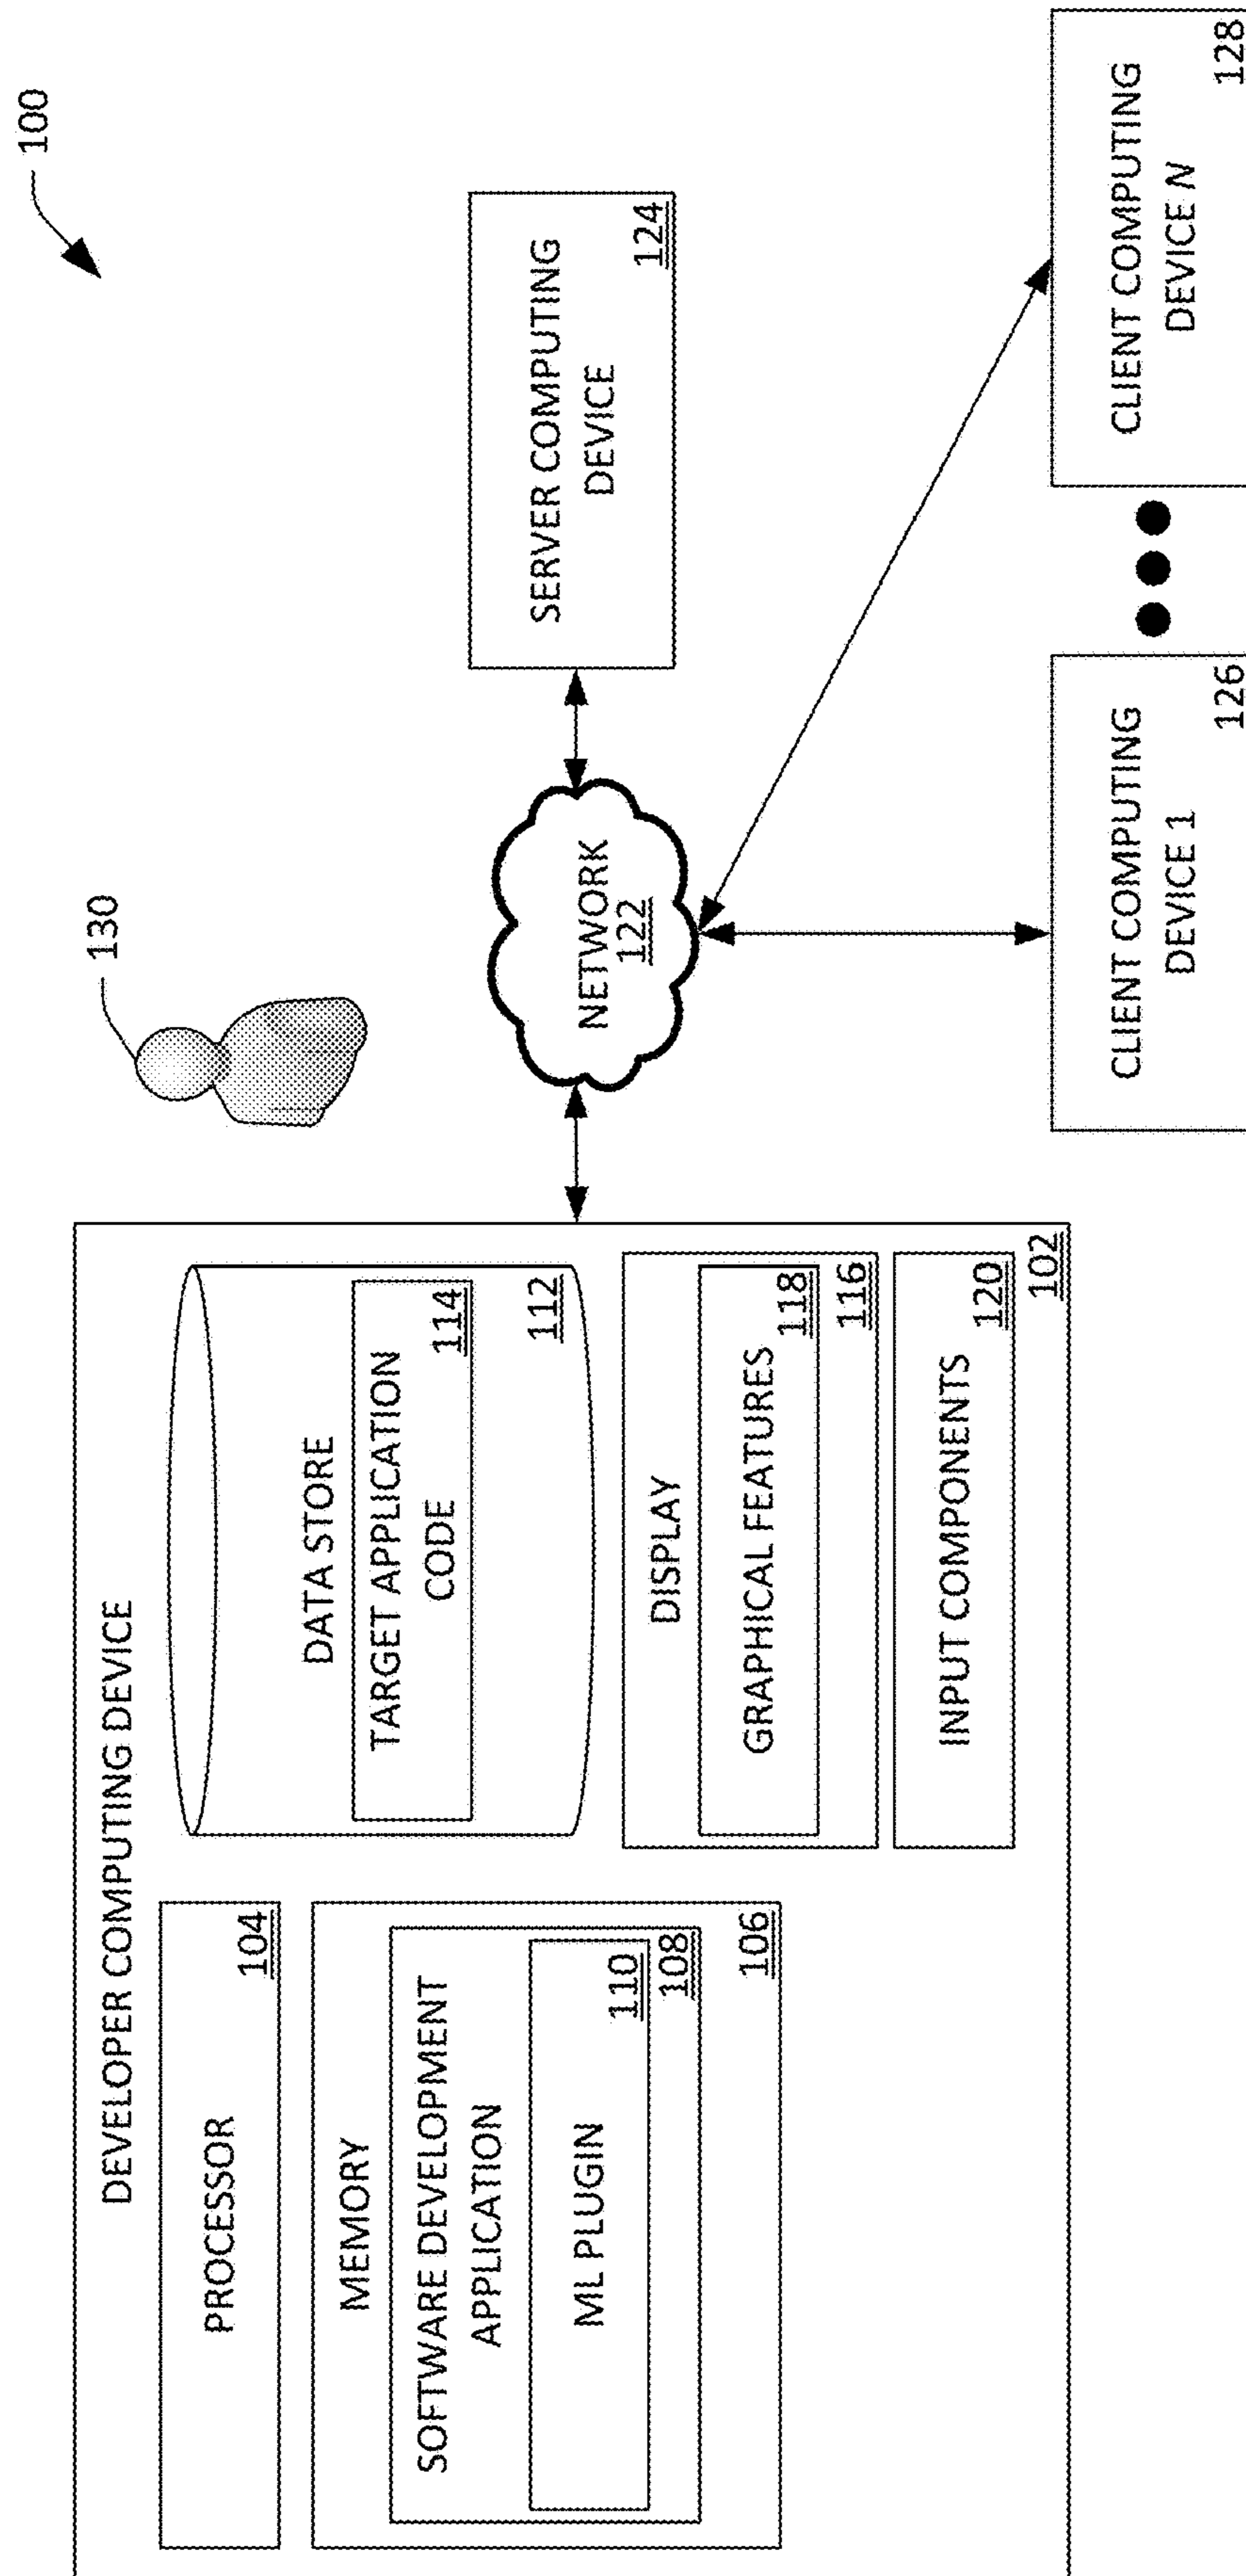 100
130
DEVELOPER COMPUTING DEVICE
PROCESSOR
104
MEMORY
SOFTWARE DEVELOPMENT
APPLICATION
ML PLUGIN
110
108
106
DATA STORE
TARGET APPLICATION
CODE
114
112
DISPLAY
GRAPHICAL FEATURES
118
116
INPUT COMPONENTS
120
102
NETWORK
122
SERVER COMPUTING
DEVICE
124
CLIENT COMPUTING
DEVICE 1
126
CLIENT COMPUTING
DEVICE N
128